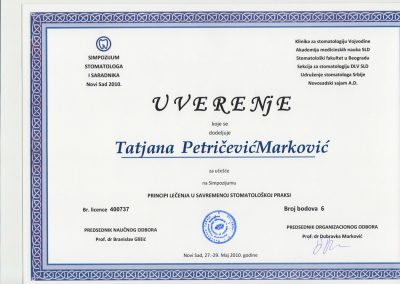 SIMPOZIJUM
STOMATOLOGA
I SARADNIKA
Novi Sad 2010.
Klinika za stomatologiju Vojvodine
Akademija medicinskih nauka SLD
Stomatološki fakultet u Beogradu
Sekcija za stomatologiju DLV SLD
Udruženje stomatologa Srbije
Novosadski sajam A.D.
UVERENjE
koje se
dodeljuje
Tatjana PetričevićMarković
za učešće
na Simpozijumu
PRINCIPI LEČENJA U SAVREMENOJ STOMATOLOŠKOJ PRAKSI
Br. licence 400737
Broj bodova 6
PREDSEDNIK NAUČNOG ODBORA
Prof. dr Branislav Glišić
PREDSEDNIK ORGANIZACIONOG ODBORA
Prof. dr Dubravka Marković
Novi Sad, 27.-29. Maj 2010. godine